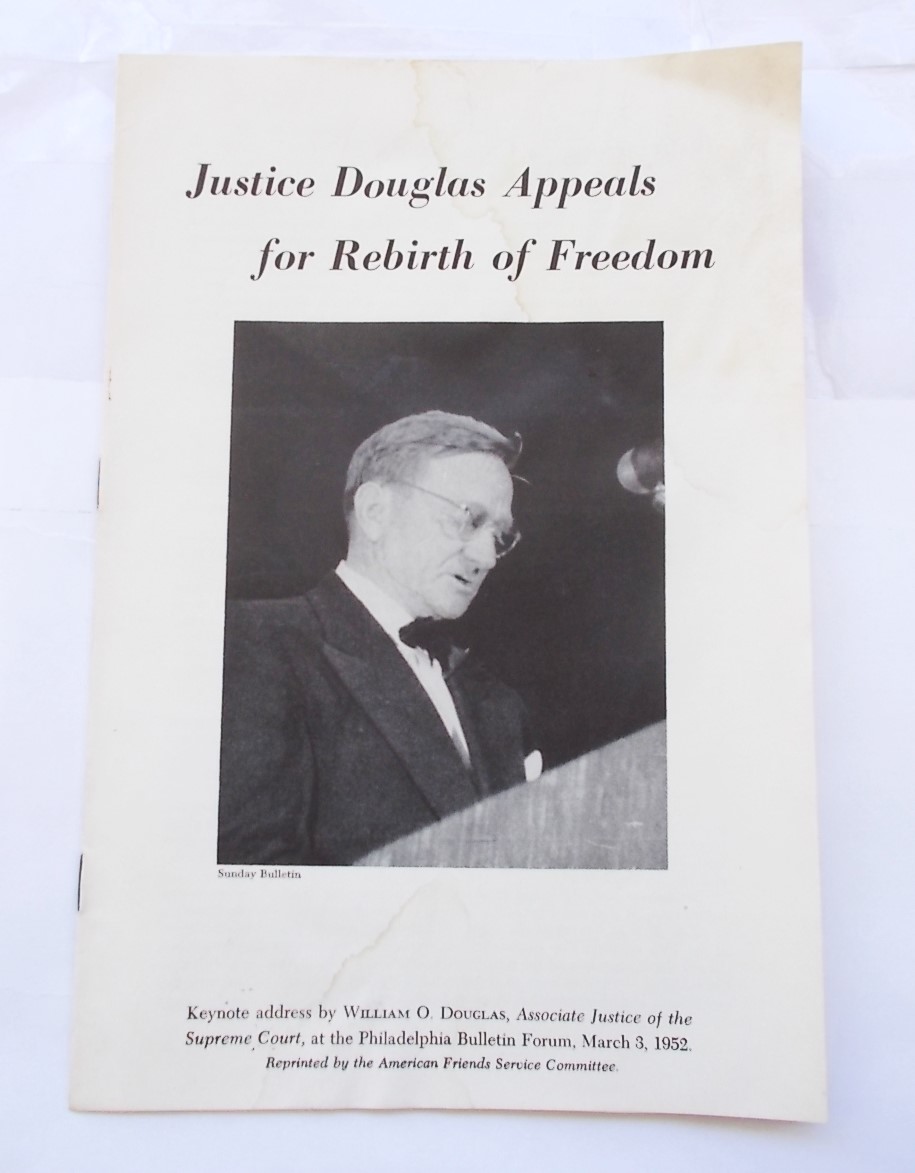 Justice Douglas Appeals
for Rebirth of Freedom
Sunday Bulletin
Keynote address by WILLIAM O. DOUGLAS, Associate Justice of the
Supreme Court, at the Philadelphia Bulletin Forum, March 3, 1952.
Reprinted by the American Friends Service Committee.